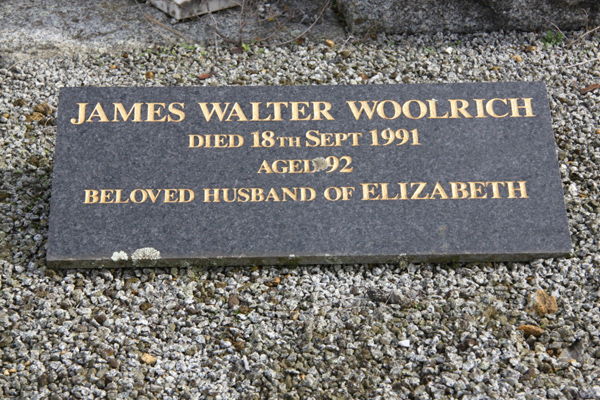 JAMES WALTER WOOLRICH
DIED 18TH SEPT 1991
AGED 92
BELOVED HUSBAND OF ELIZABETH